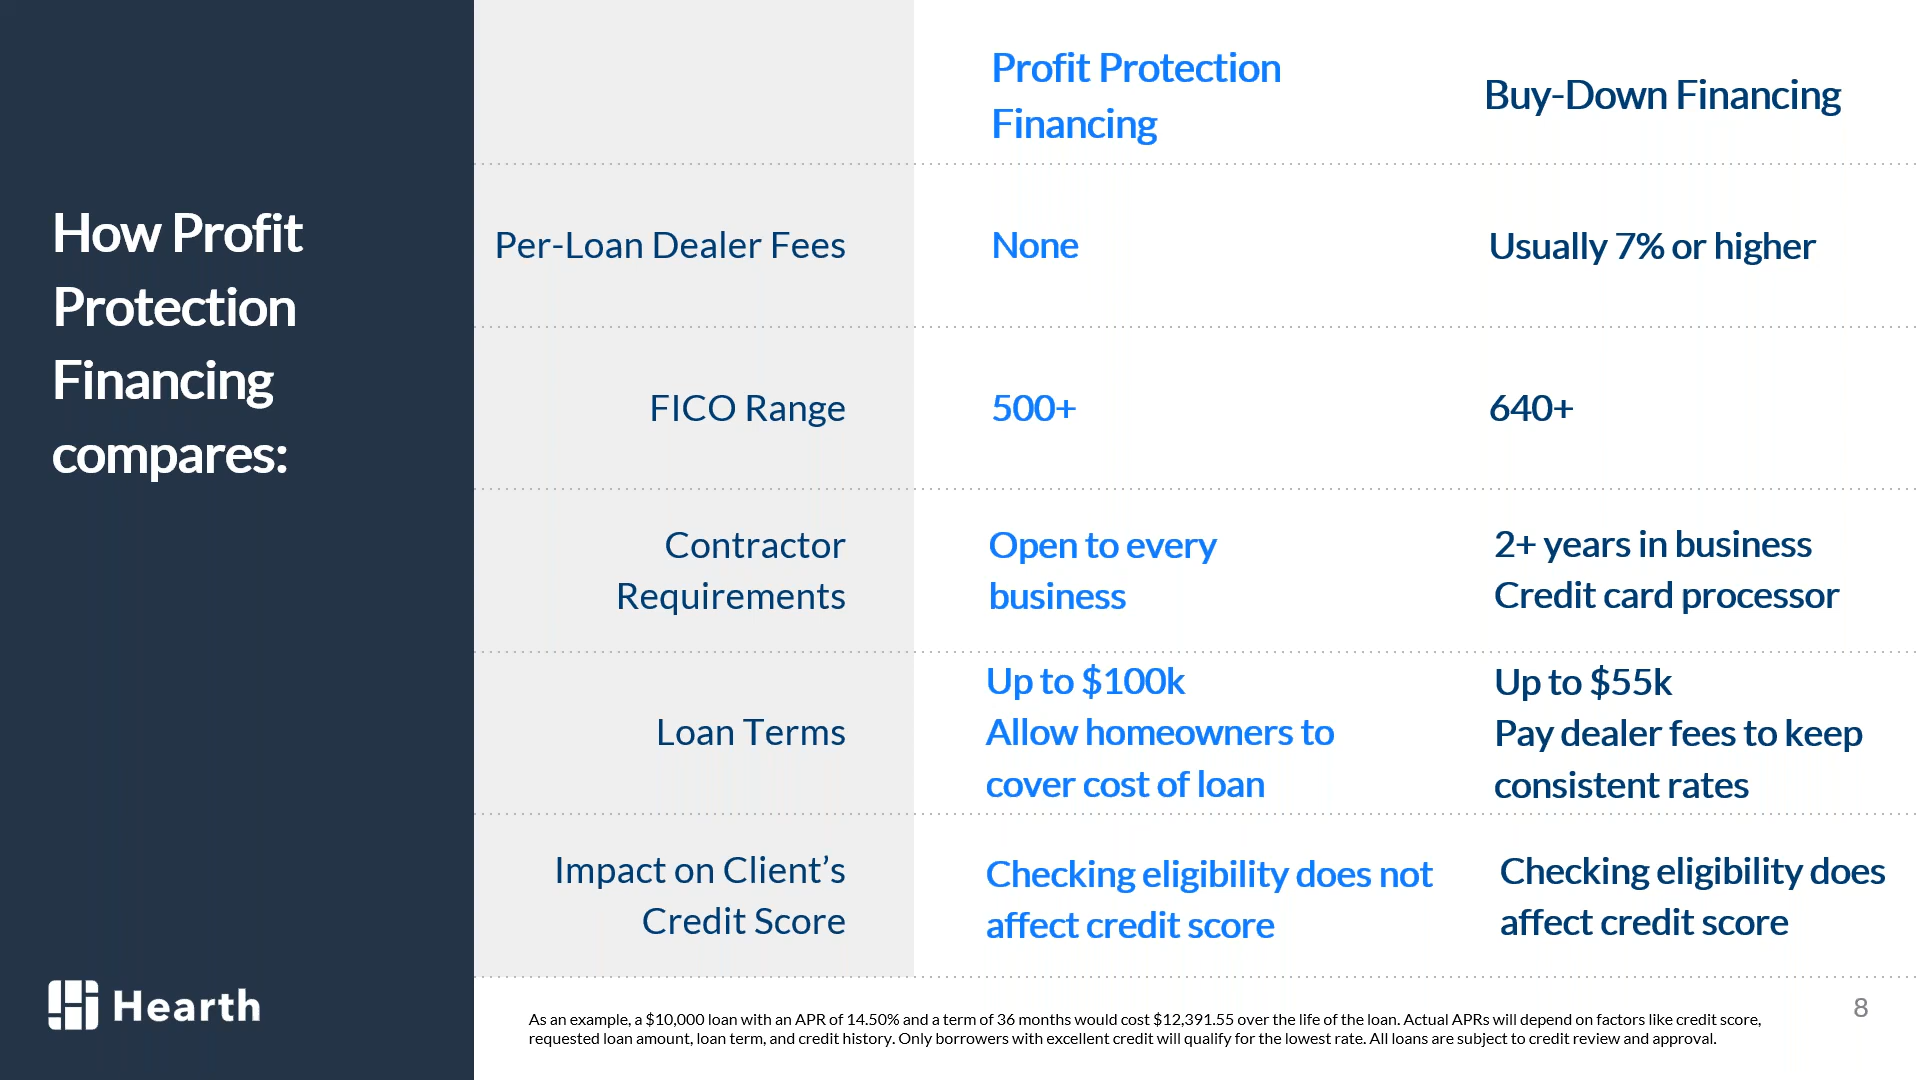 How Profit
Protection
Financing
compares:
Profit Protection
Financing
Buy-Down Financing
Per-Loan Dealer Fees
None
Usually 7% or higher
FICO Range
500+
640+
Contractor
Requirements
Open to every
business
2+ years in business
Credit card processor
Loan Terms
Up to $100k
Allow homeowners to
cover cost of loan
Up to $55k
Pay dealer fees to keep
consistent rates
Impact on Client’s
Credit Score
Checking eligibility does not
affect credit score
Checking eligibility does
affect credit score
Hearth
As an example, a $10,000 loan with an APR of 14.50% and a term of 36 months would cost $12,391.55 over the life of the loan. Actual APRs will depend on factors like credit score,
requested loan amount, loan term, and credit history. Only borrowers with excellent credit will qualify for the lowest rate. All loans are subject to credit review and approval.
8